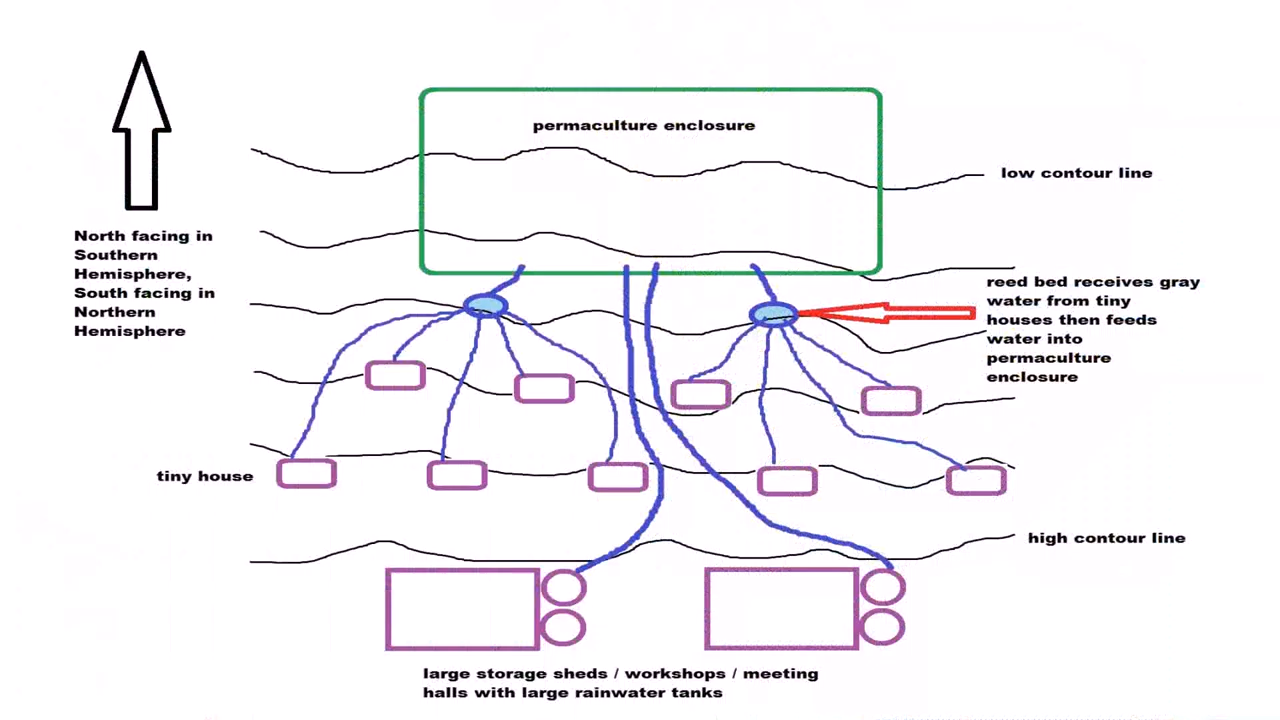 permaculture enclosure
low contour line
North facing in
Southern
Hemisphere,
South facing in
Northern
Hemisphere
reed bed receives gray
water from tiny
houses then feeds
water into
permaculture
enclosure
tiny house
high contour line
large storage sheds / workshops / meeting
halls with large rainwater tanks